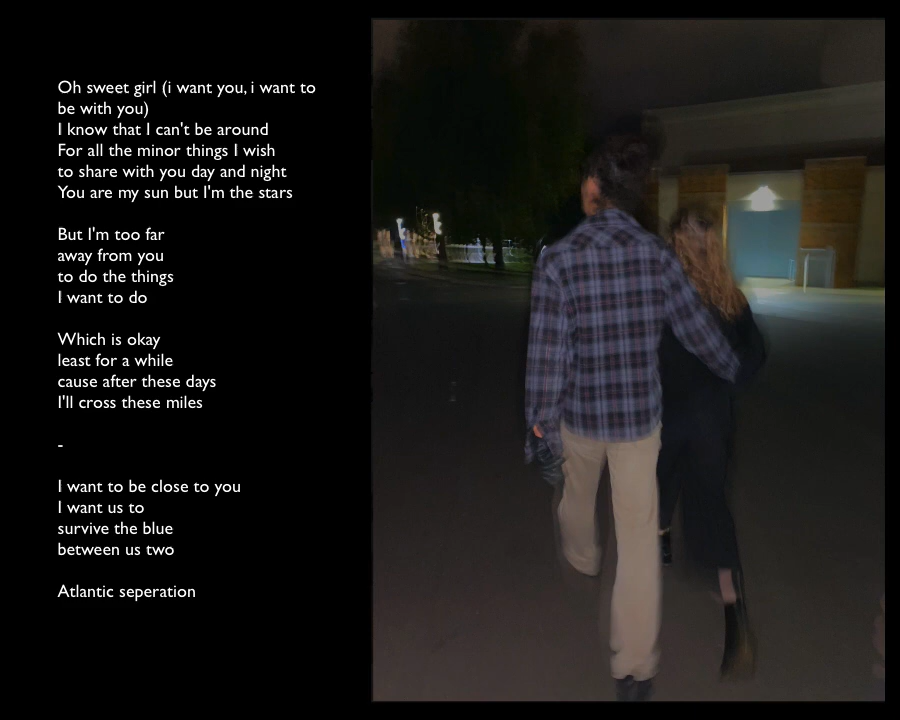 Oh sweet girl (i want you, i want to
be with you)
I know that I can't be around
For all the minor things I wish
to share with you day and night
You are my sun but I'm the stars
But I'm too far
away from you
to do the things
I want to do
Which is okay
least for a while
cause after these days
I'll cross these miles
-
I want to be close to you
I want us to
survive the blue
between us two
Atlantic seperation